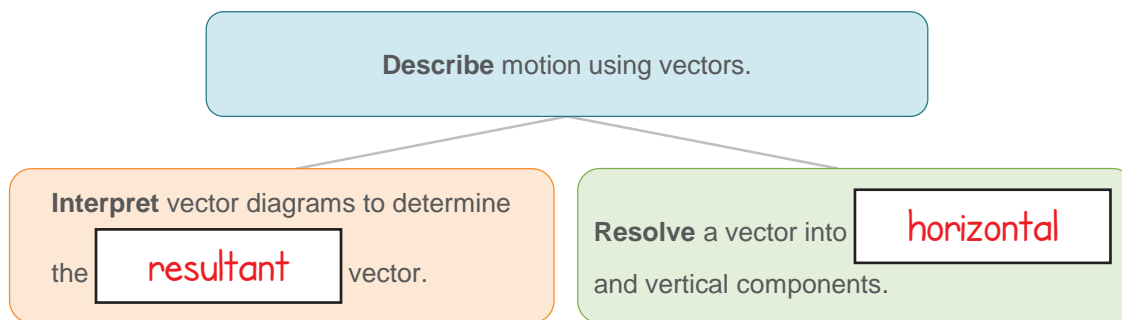 Describe motion using vectors.
Interpret vector diagrams to determine
the resultant vector.
Resolve a vector into horizontal
and vertical components.